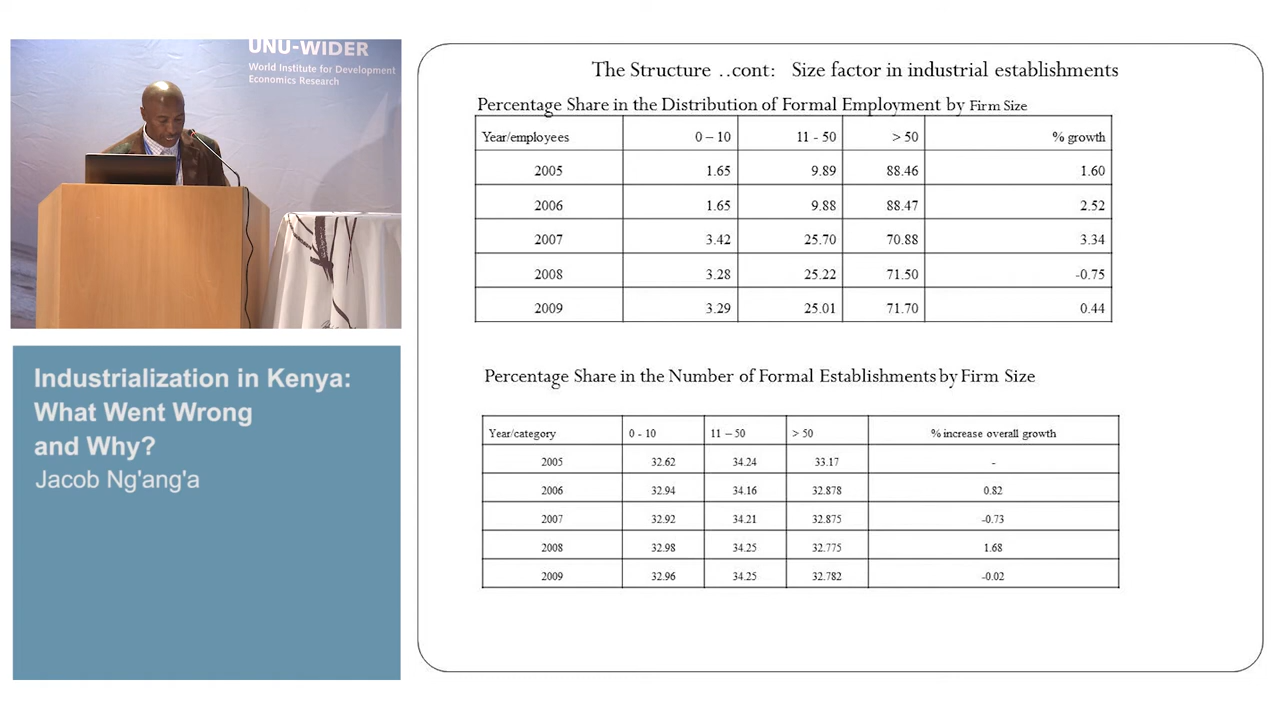 UNU-WIDER
World Institute for Development
Economics Research
Industrialization in Kenya:
What Went Wrong
and Why?
Jacob Ng'ang'a
The Structure ..cont: Size factor in industrial establishments
Percentage Share in the Distribution of Formal Employment by Firm Size
Year/employees 0 – 10 11 - 50 > 50 % growth
2005 1.65 9.89 88.46 1.60
2006 1.65 9.88 88.47 2.52
2007 3.42 25.70 70.88 3.34
2008 3.28 25.22 71.50 -0.75
2009 3.29 25.01 71.70 0.44
Percentage Share in the Number of Formal Establishments by Firm Size
Year/category 0 - 10 11 – 50 > 50 % increase overall growth
2005 32.62 34.24 33.17 -
2006 32.94 34.16 32.878 0.82
2007 32.92 34.21 32.875 -0.73
2008 32.98 34.25 32.775 1.68
2009 32.96 34.25 32.782 -0.02